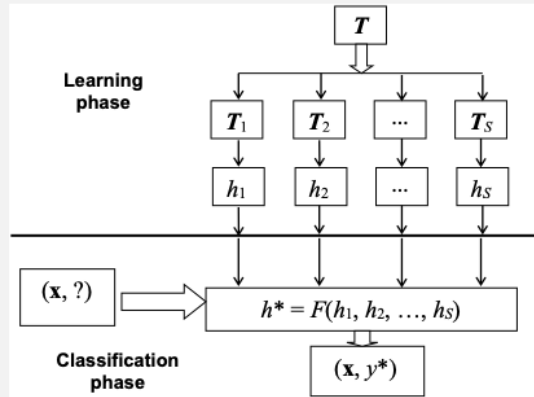 T
Learning
phase
T1 T2 ... TS
h1 h2 ... hS
(x, ?)
h* = F(h1, h2, ..., hS)
Classification
phase
(x, y*)